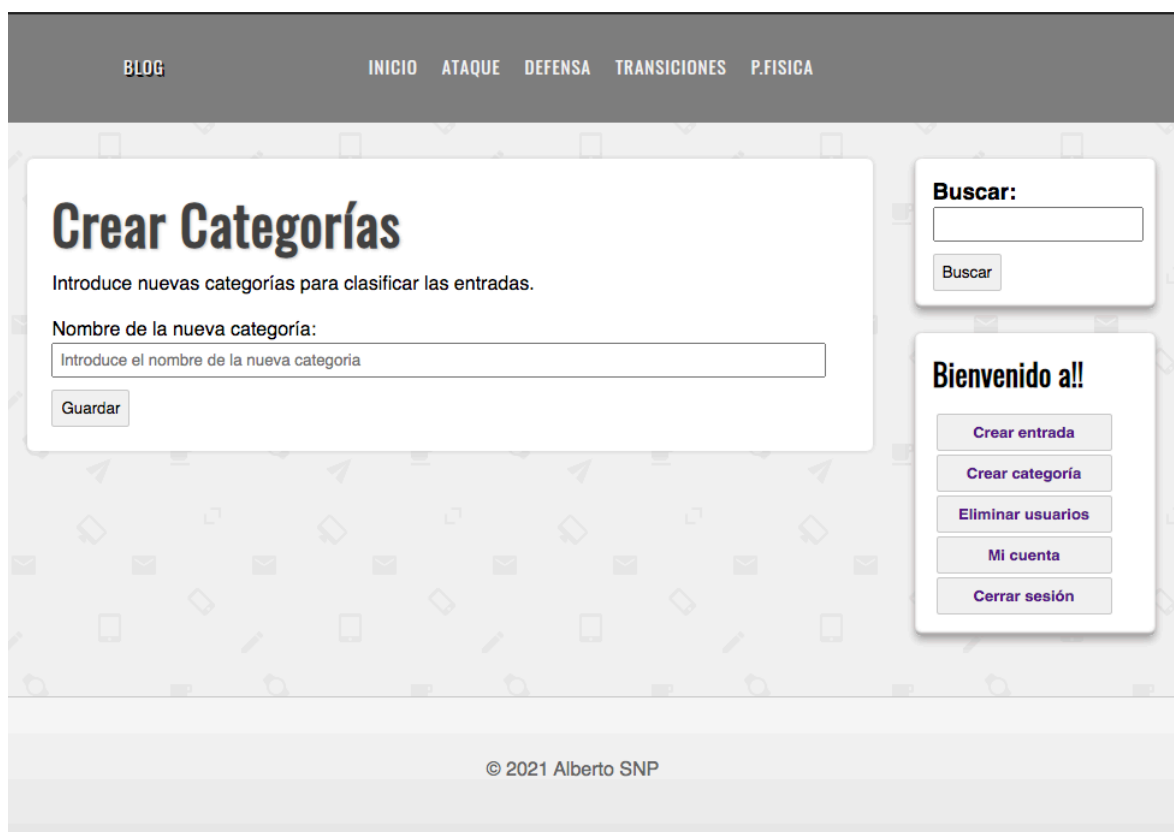 BLOG
INICIO ATAQUE DEFENSA TRANSICIONES P.FISICA
Crear Categorías
Introduce nuevas categorías para clasificar las entradas.
Nombre de la nueva categoría:
Introduce el nombre de la nueva categoria
Guardar
Buscar:
Buscar
Bienvenido a!!
Crear entrada
Crear categoría
Eliminar usuarios
Mi cuenta
Cerrar sesión
© 2021 Alberto SNP